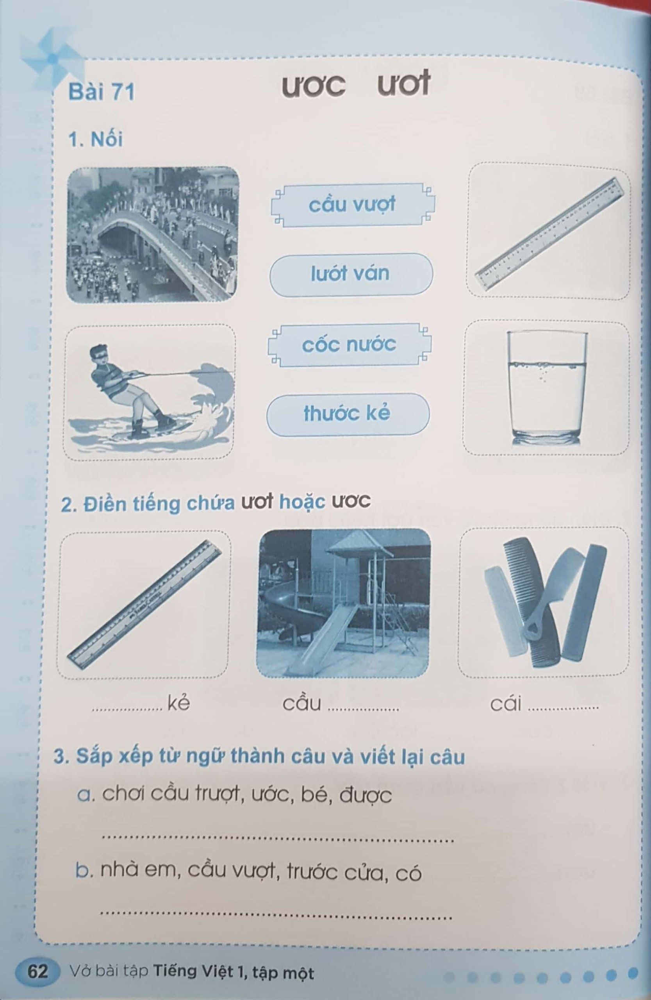 Bài 71
ươc ươt
1. Nối
cầu vượt
lướt ván
cốc nước
thước kẻ
2. Điền tiếng chứa ươt hoặc ươc
.................. kẻ
cầu ..................
cái ..................
3. Sắp xếp từ ngữ thành câu và viết lại câu
a. chơi cầu trượt, ước, bé, được
b. nhà em, cầu vượt, trước cửa, có
62 Vở bài tập Tiếng Việt 1, tập một